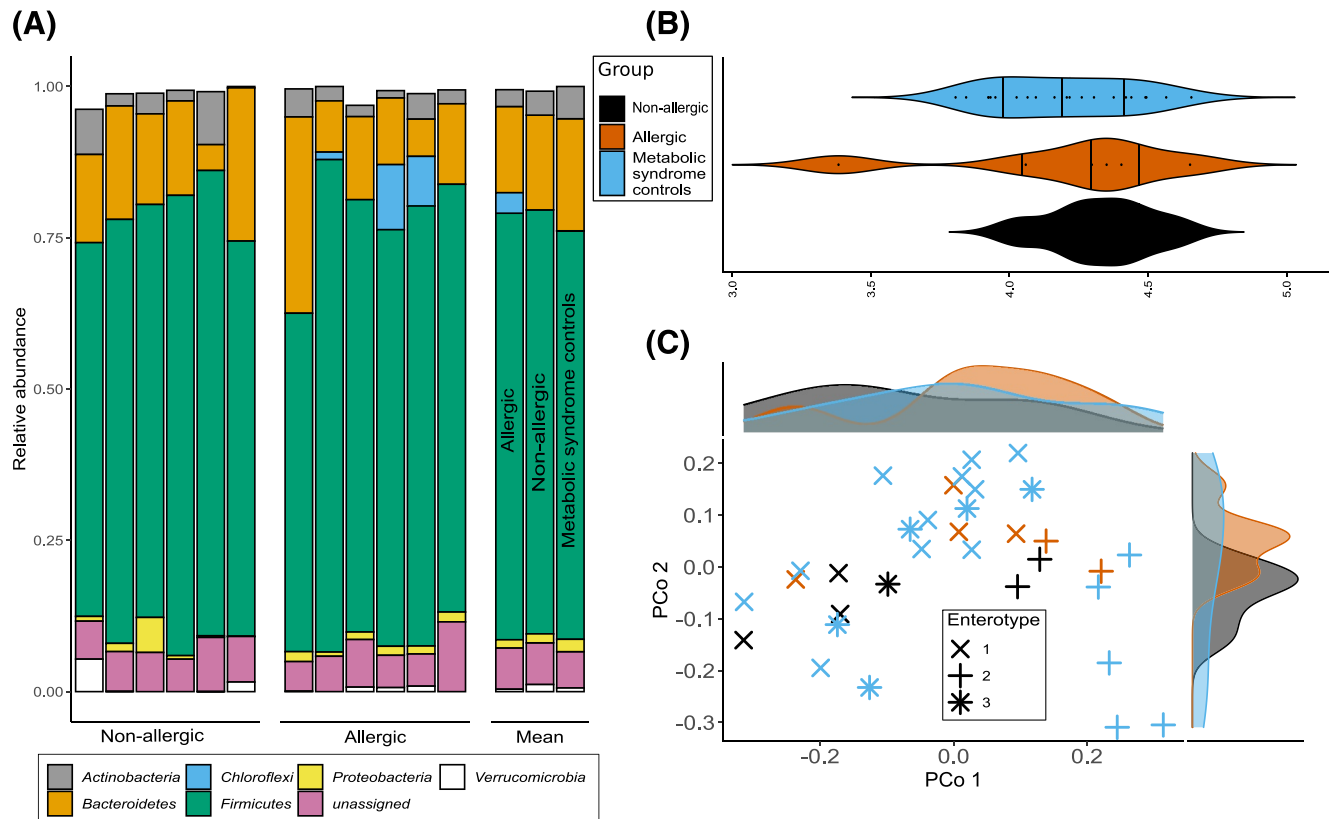 (A)
Relative abundance
1.00
0.75
0.50
0.25
0.00
Allergic
Non-allergic
Metabolic syndrome controls
Non-allergic
Allergic
Mean
Actinobacteria
Chloroflexi
Proteobacteria
Verrucomicrobia
Bacteroidetes
Firmicutes
unassigned
Group
Non-allergic
Allergic
Metabolic
syndrome
controls
(B)
3.0
3.5
4.0
4.5
5.0
(C)
PCo 2
0.2
0.1
0.0
-0.1
-0.2
-0.3
Enterotype
1
2
3
-0.2
0.0
0.2
PCo 1